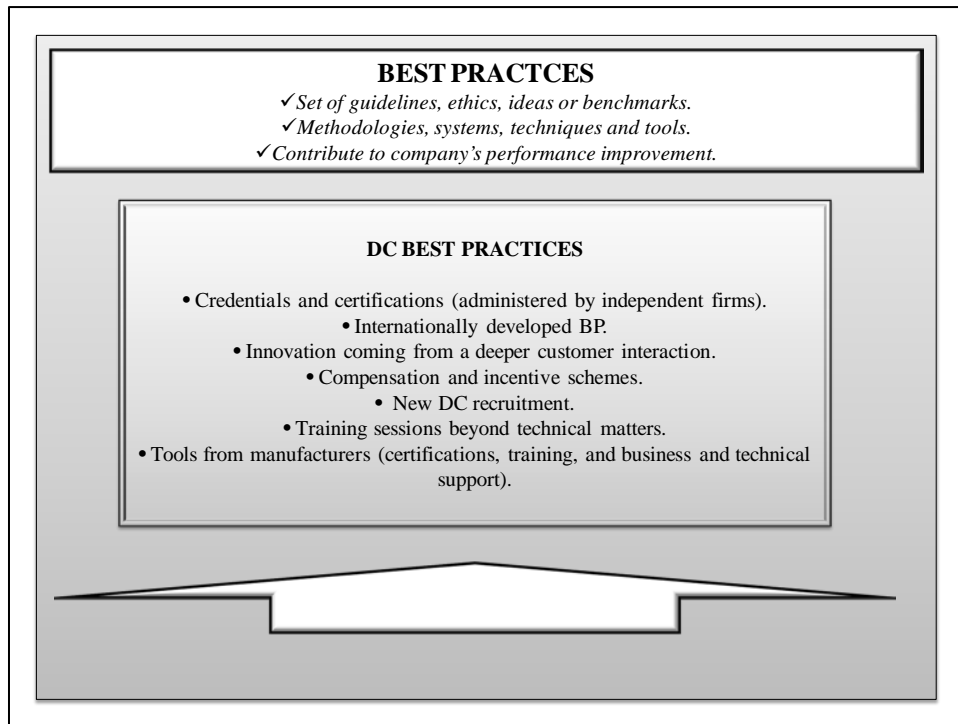 BEST PRACTCES
✓Set of guidelines, ethics, ideas or benchmarks.
✓Methodologies, systems, techniques and tools.
✓Contribute to company's performance improvement.
DC BEST PRACTICES
• Credentials and certifications (administered by independent firms).
• Internationally developed BP.
• Innovation coming from a deeper customer interaction.
• Compensation and incentive schemes.
• New DC recruitment.
• Training sessions beyond technical matters.
• Tools from manufacturers (certifications, training, and business and technical
support).